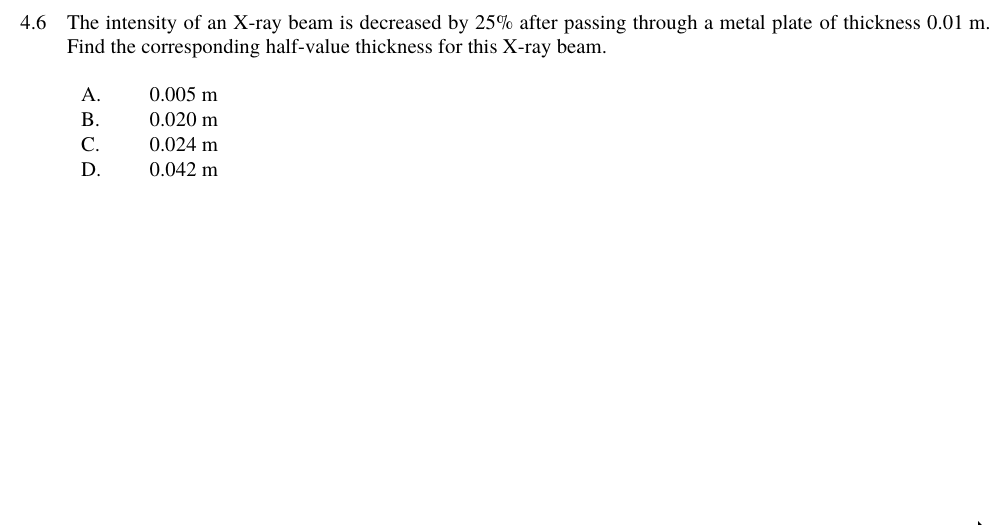 4.6 The intensity of an X-ray beam is decreased by 25% after passing through a metal plate of thickness 0.01 m.
Find the corresponding half-value thickness for this X-ray beam.
A. 0.005 m
B. 0.020 m
C. 0.024 m
D. 0.042 m